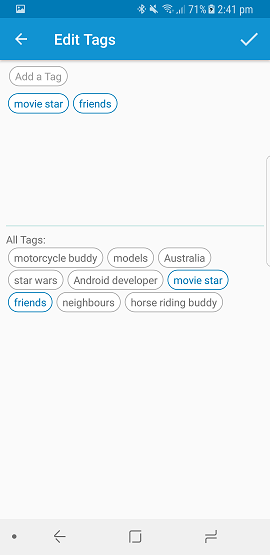 71% 2:41 pm
Edit Tags
Add a Tag
movie star friends
All Tags:
motorcycle buddy models Australia
star wars Android developer movie star
friends neighbours horse riding buddy